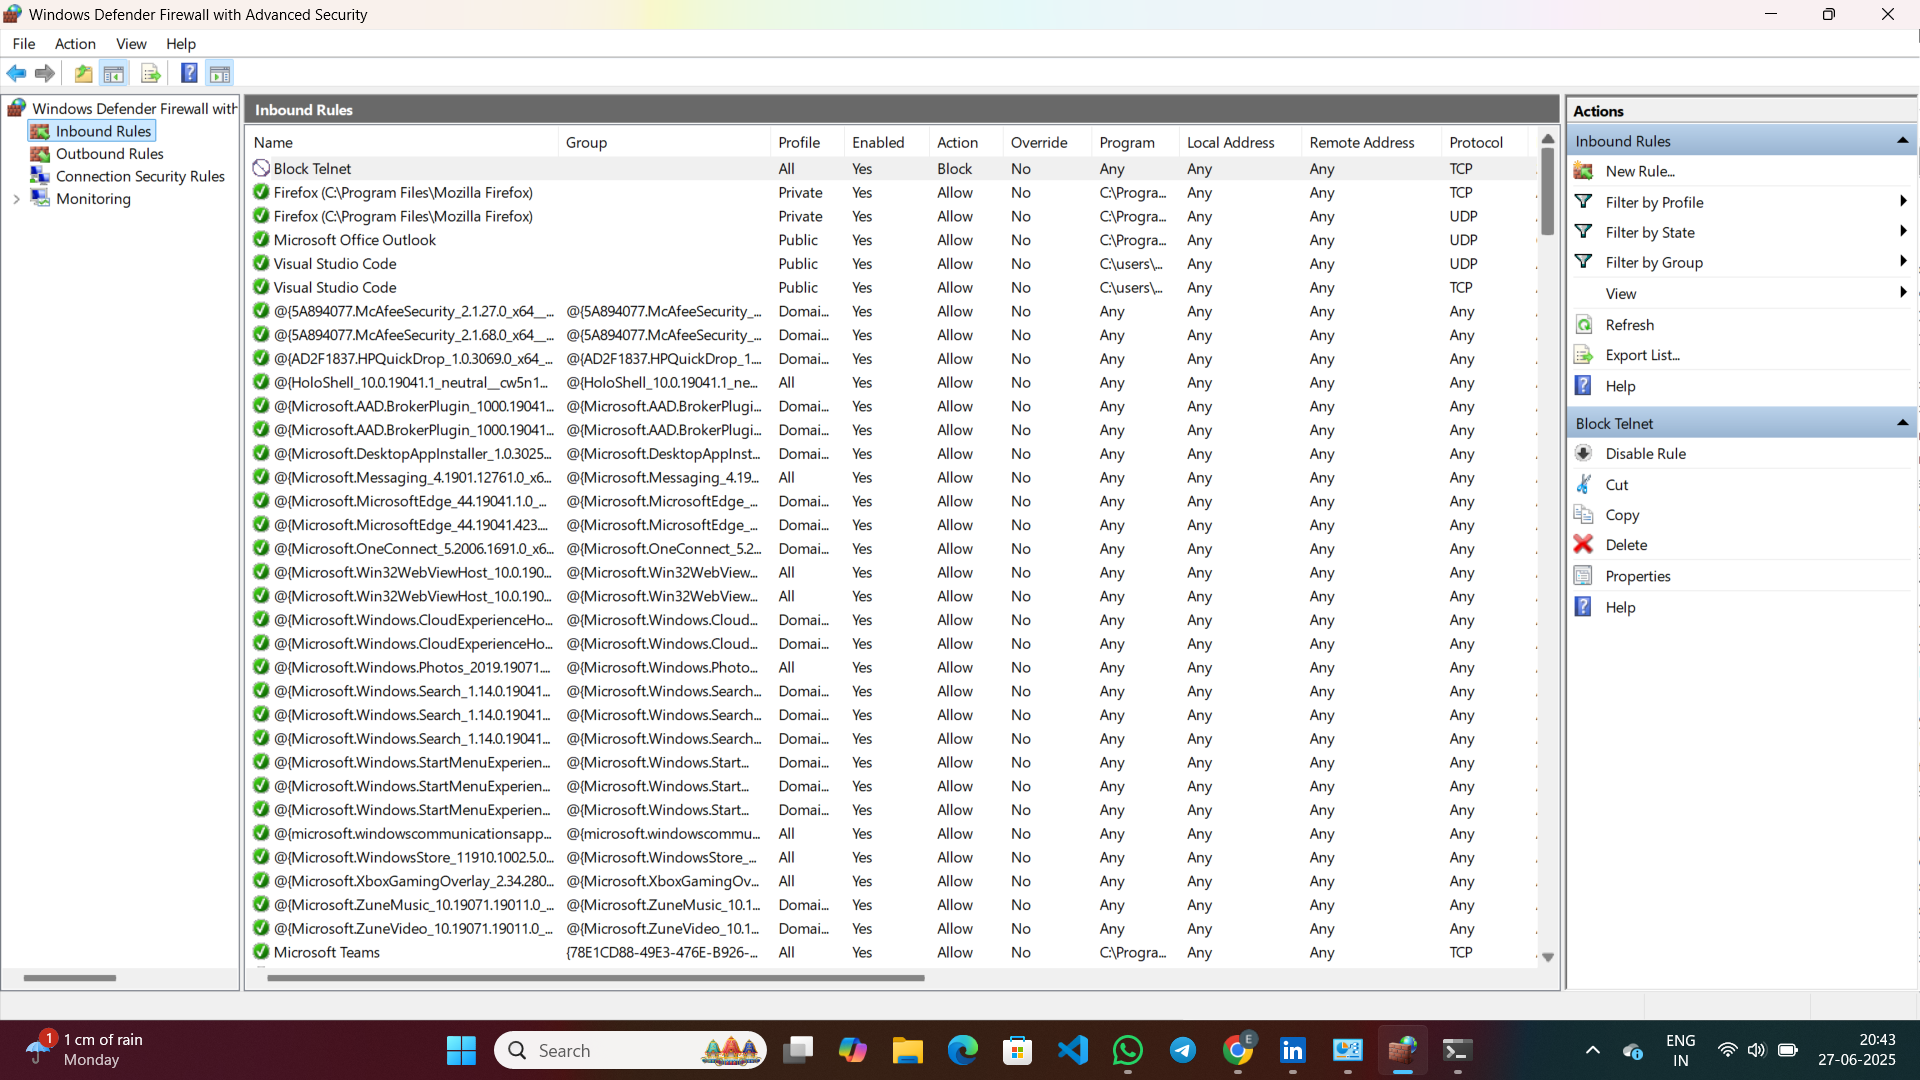 Windows Defender Firewall with Advanced Security
File Action View Help
Windows Defender Firewall with
Inbound Rules
Outbound Rules
Connection Security Rules
Monitoring
Inbound Rules
Name Group Profile Enabled Action Override Program Local Address Remote Address Protocol
Block Telnet All Yes Block No Any Any Any TCP
Firefox (C:\Program Files\Mozilla Firefox) Private Yes Allow No C:\Progra... Any Any TCP
Firefox (C:\Program Files\Mozilla Firefox) Private Yes Allow No C:\Progra... Any Any UDP
Microsoft Office Outlook Public Yes Allow No C:\Progra... Any Any UDP
Visual Studio Code Public Yes Allow No C:\users\... Any Any UDP
Visual Studio Code Public Yes Allow No C:\users\... Any Any TCP
@{5A894077.McAfeeSecurity_2.1.27.0_x64__... @{5A894077.McAfeeSecurity_... Domai... Yes Allow No Any Any Any Any
@{5A894077.McAfeeSecurity_2.1.68.0_x64__... @{5A894077.McAfeeSecurity_... Domai... Yes Allow No Any Any Any Any
@{AD2F1837.HPQuickDrop_1.0.3069.0_x64_... @{AD2F1837.HPQuickDrop_1.... Domai... Yes Allow No Any Any Any Any
@{HoloShell_10.0.19041.1_neutral__cw5n1... @{HoloShell_10.0.19041.1_ne... All Yes Allow No Any Any Any Any
@{Microsoft.AAD.BrokerPlugin_1000.19041... @{Microsoft.AAD.BrokerPlugi... Domai... Yes Allow No Any Any Any Any
@{Microsoft.AAD.BrokerPlugin_1000.19041... @{Microsoft.AAD.BrokerPlugi... Domai... Yes Allow No Any Any Any Any
@{Microsoft.DesktopAppInstaller_1.0.3025... @{Microsoft.DesktopAppInst... Domai... Yes Allow No Any Any Any Any
@{Microsoft.Messaging_4.1901.12761.0_x6... @{Microsoft.Messaging_4.19... All Yes Allow No Any Any Any Any
@{Microsoft.MicrosoftEdge_44.19041.1.0_... @{Microsoft.MicrosoftEdge_... Domai... Yes Allow No Any Any Any Any
@{Microsoft.MicrosoftEdge_44.19041.423.... @{Microsoft.MicrosoftEdge_... Domai... Yes Allow No Any Any Any Any
@{Microsoft.OneConnect_5.2006.1691.0_x6... @{Microsoft.OneConnect_5.2... Domai... Yes Allow No Any Any Any Any
@{Microsoft.Win32WebViewHost_10.0.190... @{Microsoft.Win32WebView... All Yes Allow No Any Any Any Any
@{Microsoft.Win32WebViewHost_10.0.190... @{Microsoft.Win32WebView... All Yes Allow No Any Any Any Any
@{Microsoft.Windows.CloudExperienceHo... @{Microsoft.Windows.Cloud... Domai... Yes Allow No Any Any Any Any
@{Microsoft.Windows.CloudExperienceHo... @{Microsoft.Windows.Cloud... Domai... Yes Allow No Any Any Any Any
@{Microsoft.Windows.Photos_2019.19071.... @{Microsoft.Windows.Photo... All Yes Allow No Any Any Any Any
@{Microsoft.Windows.Search_1.14.0.19041... @{Microsoft.Windows.Search... Domai... Yes Allow No Any Any Any Any
@{Microsoft.Windows.Search_1.14.0.19041... @{Microsoft.Windows.Search... Domai... Yes Allow No Any Any Any Any
@{Microsoft.Windows.Search_1.14.0.19041... @{Microsoft.Windows.Search... Domai... Yes Allow No Any Any Any Any
@{Microsoft.Windows.StartMenuExperien... @{Microsoft.Windows.Start... Domai... Yes Allow No Any Any Any Any
@{Microsoft.Windows.StartMenuExperien... @{Microsoft.Windows.Start... Domai... Yes Allow No Any Any Any Any
@{Microsoft.Windows.StartMenuExperien... @{Microsoft.Windows.Start... Domai... Yes Allow No Any Any Any Any
@{microsoft.windowscommunicationsapp... @{microsoft.windowscommu... All Yes Allow No Any Any Any Any
@{Microsoft.WindowsStore_11910.1002.5.0... @{Microsoft.WindowsStore_... All Yes Allow No Any Any Any Any
@{Microsoft.XboxGamingOverlay_2.34.280... @{Microsoft.XboxGamingOv... All Yes Allow No Any Any Any Any
@{Microsoft.ZuneMusic_10.19071.19011.0_... @{Microsoft.ZuneMusic_10.1... Domai... Yes Allow No Any Any Any Any
@{Microsoft.ZuneVideo_10.19071.19011.0_... @{Microsoft.ZuneVideo_10.1... Domai... Yes Allow No Any Any Any Any
Microsoft Teams {78E1CD88-49E3-476E-B926-... All Yes Allow No C:\Progra... Any Any TCP
Actions
Inbound Rules
New Rule...
Filter by Profile
Filter by State
Filter by Group
View
Refresh
Export List...
Help
Block Telnet
Disable Rule
Cut
Copy
Delete
Properties
Help
1
1 cm of rain
Monday
Search
E
ENG
IN
20:43
27-06-2025